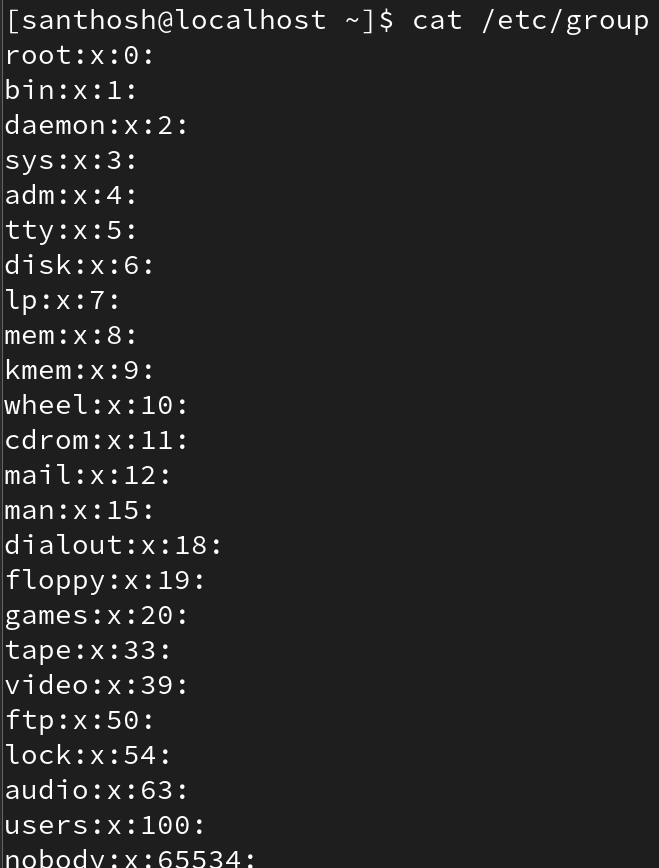 [santhosh@localhost ~]$ cat /etc/group
root:x:0:
bin:x:1:
daemon:x:2:
sys:x:3:
adm:x:4:
tty:x:5:
disk:x:6:
lp:x:7:
mem:x:8:
kmem:x:9:
wheel:x:10:
cdrom:x:11:
mail:x:12:
man:x:15:
dialout:x:18:
floppy:x:19:
games:x:20:
tape:x:33:
video:x:39:
ftp:x:50:
lock:x:54:
audio:x:63:
users:x:100:
nobody:x:65534: